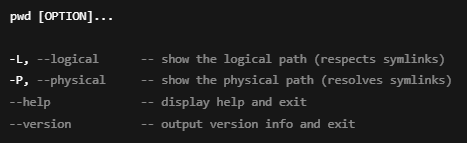 pwd [OPTION]...
-L, --logical -- show the logical path (respects symlinks)
-P, --physical -- show the physical path (resolves symlinks)
--help -- display help and exit
--version -- output version info and exit